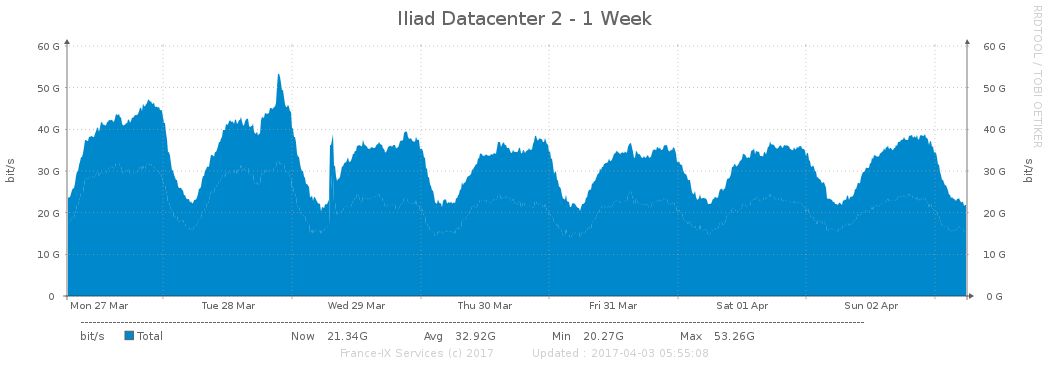 Iliad Datacenter 2 - 1 Week
RRDTOOL / TOBI OETIKER
bit/s
60 G 60 G
50 G 50 G
40 G 40 G
30 G 30 G
20 G 20 G
10 G 10 G
0 0 G
bit/s
Mon 27 Mar Tue 28 Mar Wed 29 Mar Thu 30 Mar Fri 31 Mar Sat 01 Apr Sun 02 Apr
bit/s Total Now 21.34G Avg 32.92G Min 20.27G Max 53.26G
France-IX Services (c) 2017 Updated : 2017-04-03 05:55:08